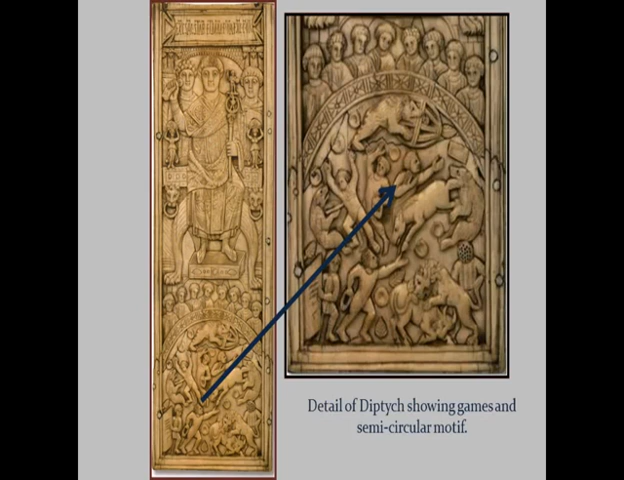 Detail of Diptych showing games and
semi-circular motif.